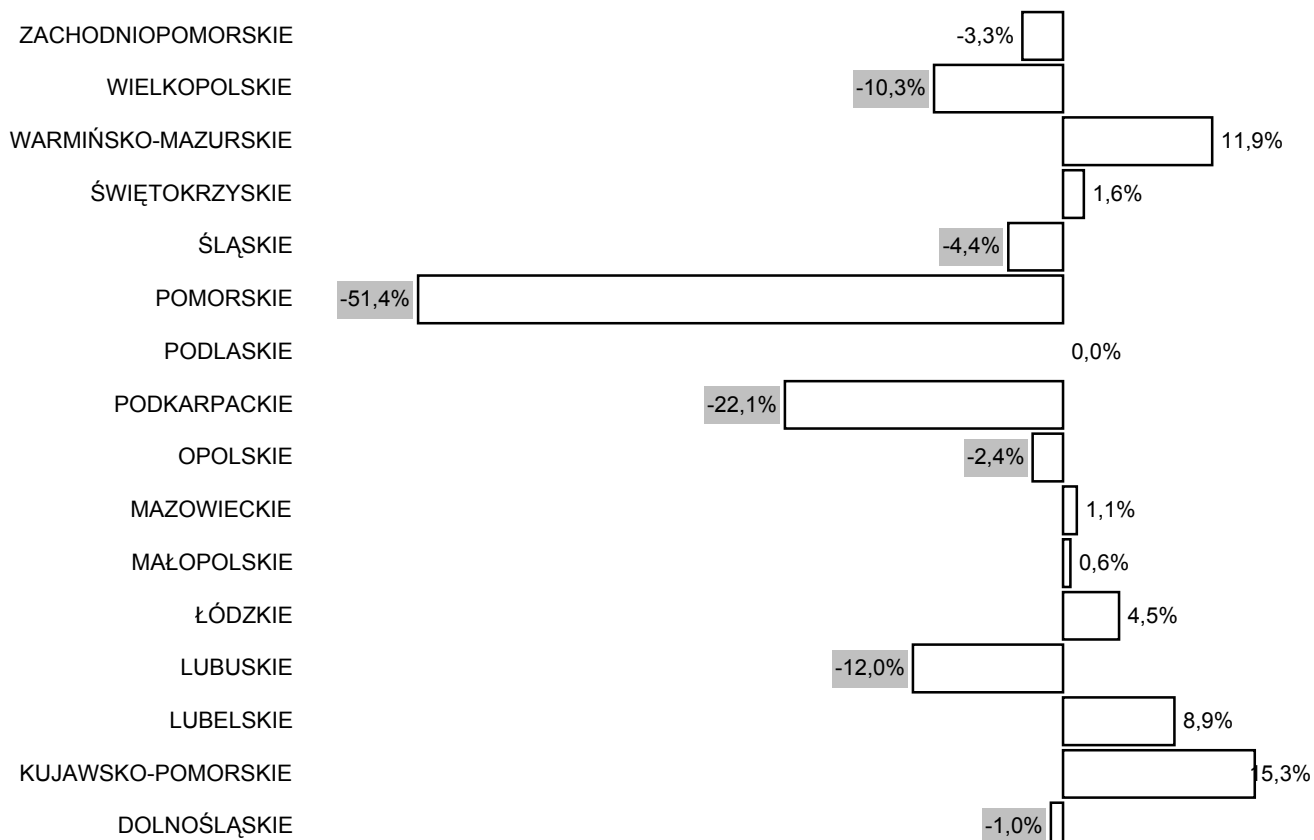 ZACHODNIOPOMORSKIE -3,3%
WIELKOPOLSKIE -10,3%
WARMIŃSKO-MAZURSKIE 11,9%
ŚWIĘTOKRZYSKIE 1,6%
ŚLĄSKIE -4,4%
POMORSKIE -51,4%
PODLASKIE 0,0%
PODKARPACKIE -22,1%
OPOLSKIE -2,4%
MAZOWIECKIE 1,1%
MAŁOPOLSKIE 0,6%
ŁÓDZKIE 4,5%
LUBUSKIE -12,0%
LUBELSKIE 8,9%
KUJAWSKO-POMORSKIE 15,3%
DOLNOŚLĄSKIE -1,0%